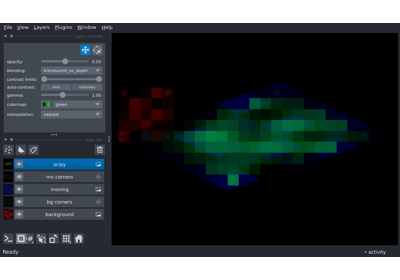 File View Layers Plugins Window Help
opacity: 0.50
blending: translucent_no_depth
contrast limits:
auto-contrast: once continuous
gamma: 1.00
colormap: green
interpolation: nearest
scipy
mv corners
moving
bg corners
background
Ready activity